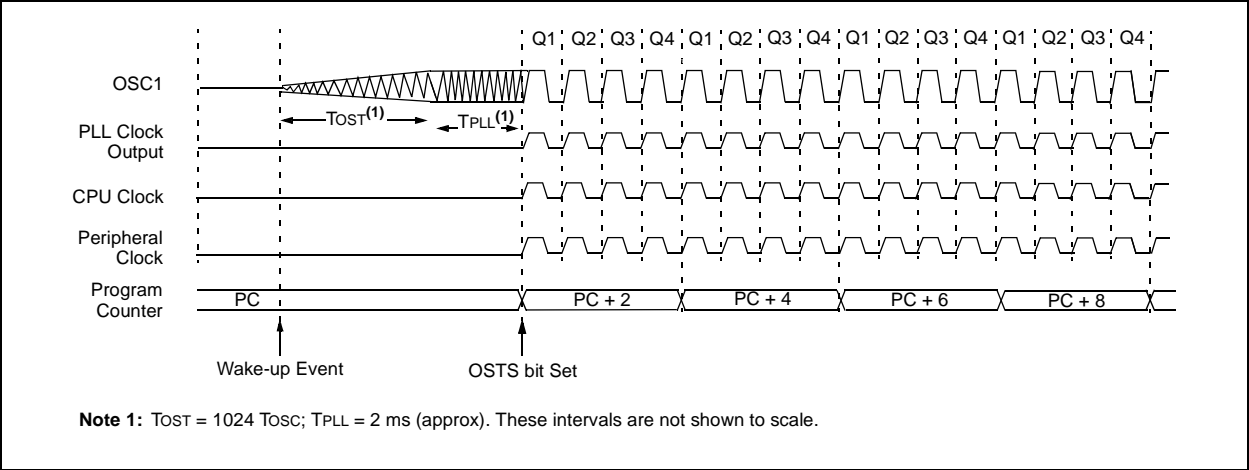 Q1 Q2 Q3 Q4 Q1 Q2 Q3 Q4 Q1 Q2 Q3 Q4 Q1 Q2 Q3 Q4
OSC1
TOST(1)
TPLL(1)
PLL Clock
Output
CPU Clock
Peripheral
Clock
Program
Counter
PC
PC + 2
PC + 4
PC + 6
PC + 8
Wake-up Event
OSTS bit Set
Note 1: TOST = 1024 TOSC; TPLL = 2 ms (approx). These intervals are not shown to scale.